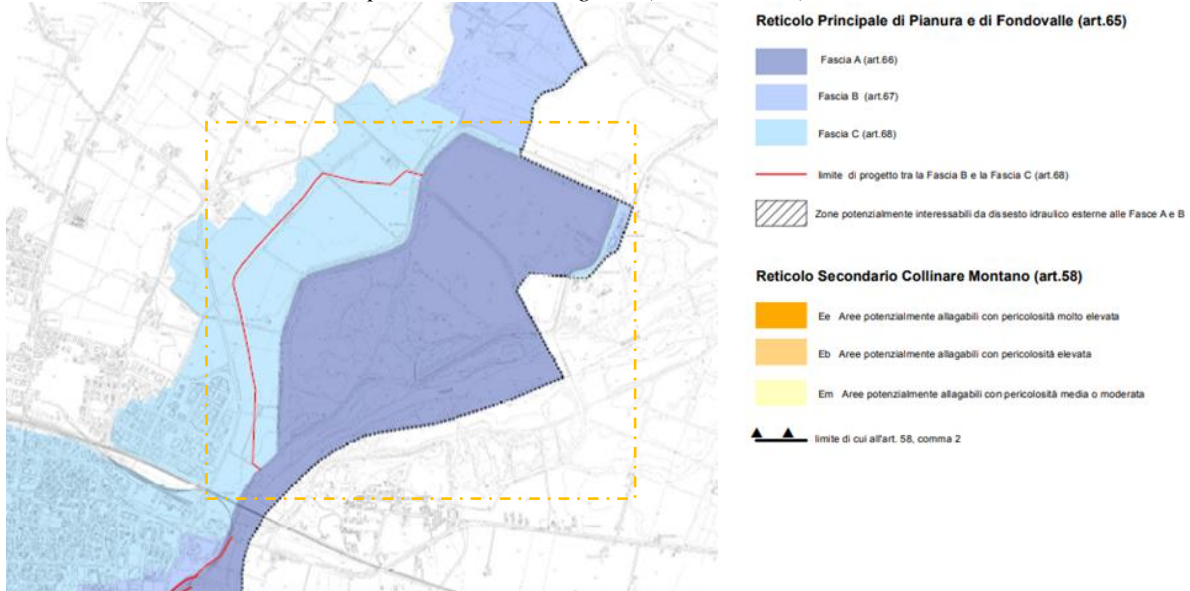 Reticolo Principale di Pianura e di Fondovalle (art.65)
Fascia A (art.66)
Fascia B (art.67)
Fascia C (art.68)
limite di progetto tra la Fascia B e la Fascia C (art.68)
Zone potenzialmente interessabili da dissesto idraulico esterne alle Fasce A e B
Reticolo Secondario Collinare Montano (art.58)
Ee Aree potenzialmente allagabili con pericolosità molto elevata
Eb Aree potenzialmente allagabili con pericolosità elevata
Em Aree potenzialmente allagabili con pericolosità media o moderata
limite di cui all'art. 58, comma 2